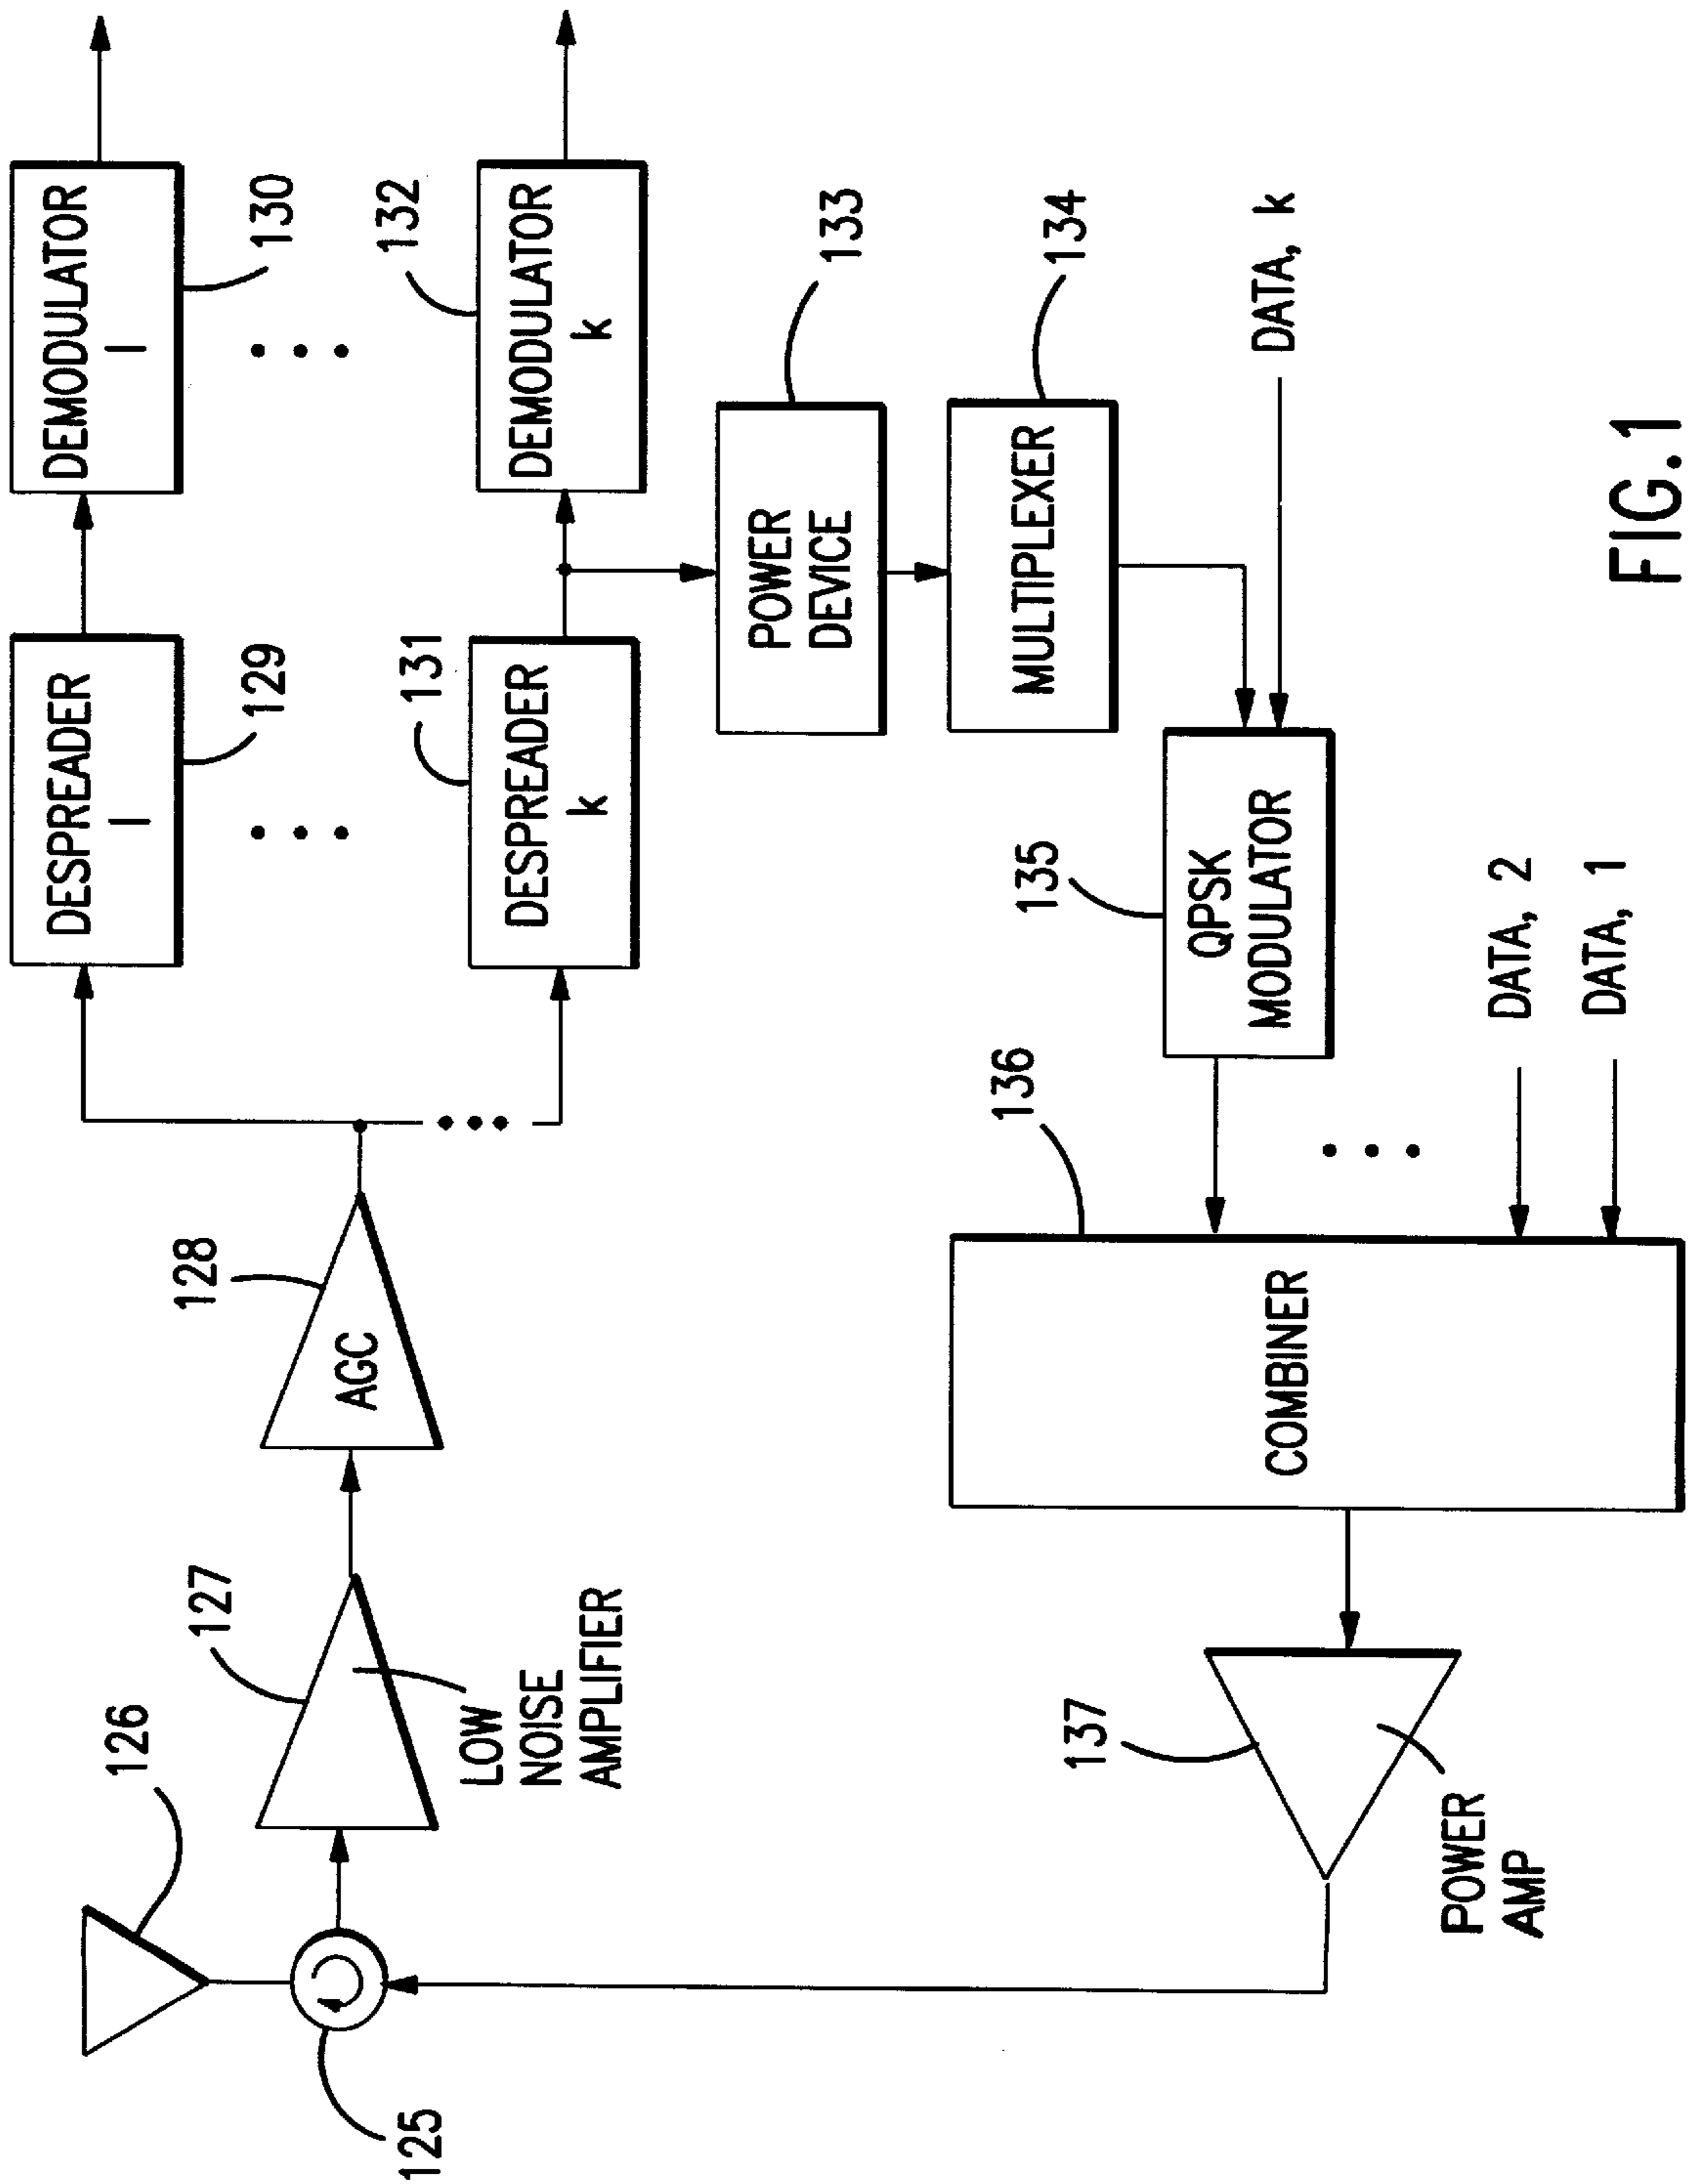 DEMODULATOR
1
130
DEMODULATOR
k
132
DESPREADER
1
129
DESPREADER
k
131
128
AGC
127
LOW
NOISE
AMPLIFIER
126
125
POWER
DEVICE
133
MULTIPLEXER
134
DATA, k
QPSK
MODULATOR
135
DATA, 2
DATA, 1
136
COMBINER
137
POWER
AMP
FIG.1